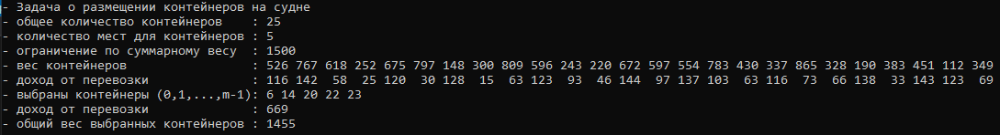 - Задача о размещении контейнеров на судне
- общее количество контейнеров : 25
- количество мест для контейнеров : 5
- ограничение по суммарному весу : 1500
- вес контейнеров : 526 767 618 252 675 797 148 300 809 596 243 220 672 597 554 783 430 337 865 328 190 383 451 112 349
- доход от перевозки : 116 142 58 25 120 30 128 15 63 123 93 46 144 97 137 103 63 116 73 66 138 33 143 123 69
- выбраны контейнеры (0,1,...,m-1): 6 14 20 22 23
- доход от перевозки : 669
- общий вес выбранных контейнеров : 1455